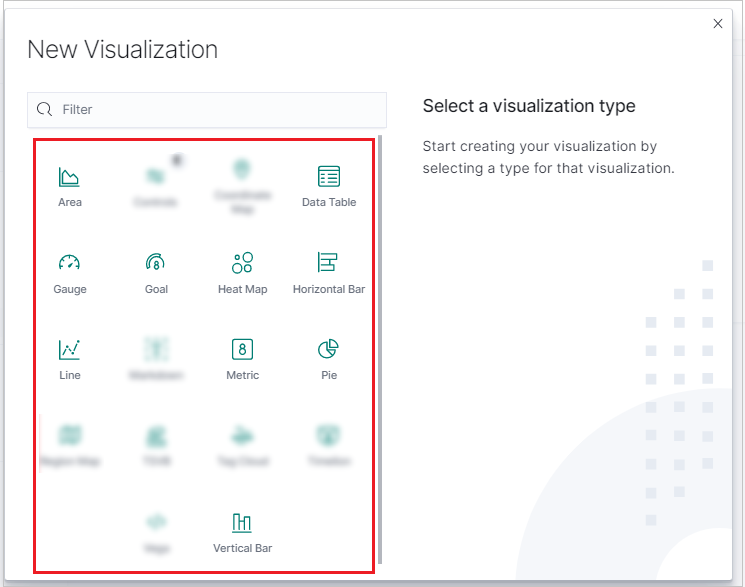 New Visualization
Filter
Select a visualization type
Start creating your visualization by
selecting a type for that visualization.
Area
Controls
Coordinate
Map
Data Table
Gauge
8
Goal
Heat Map
Horizontal Bar
Line
T
Markdown
8
Metric
Pie
Region Map
TSVB
Tag Cloud
Timelion
Vega
Vertical Bar